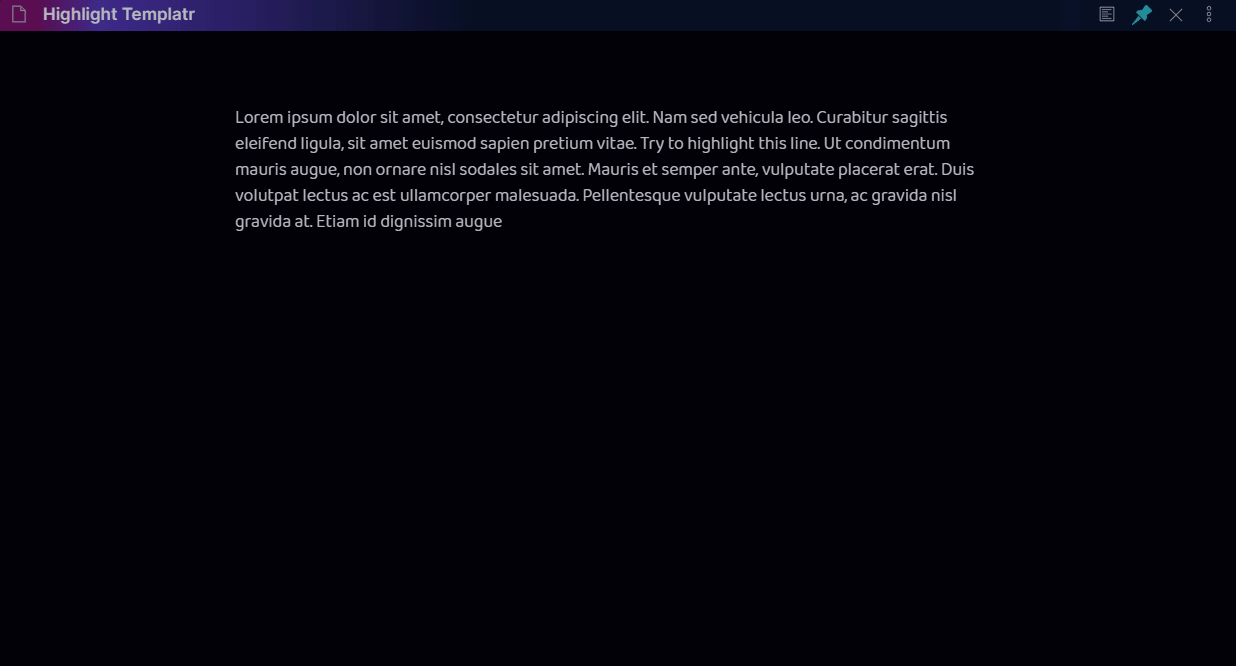 Highlight Templatr
Lorem ipsum dolor sit amet, consectetur adipiscing elit. Nam sed vehicula leo. Curabitur sagittis
eleifend ligula, sit amet euismod sapien pretium vitae. Try to highlight this line. Ut condimentum
mauris augue, non ornare nisl sodales sit amet. Mauris et semper ante, vulputate placerat erat. Duis
volutpat lectus ac est ullamcorper malesuada. Pellentesque vulputate lectus urna, ac gravida nisl
gravida at. Etiam id dignissim augue